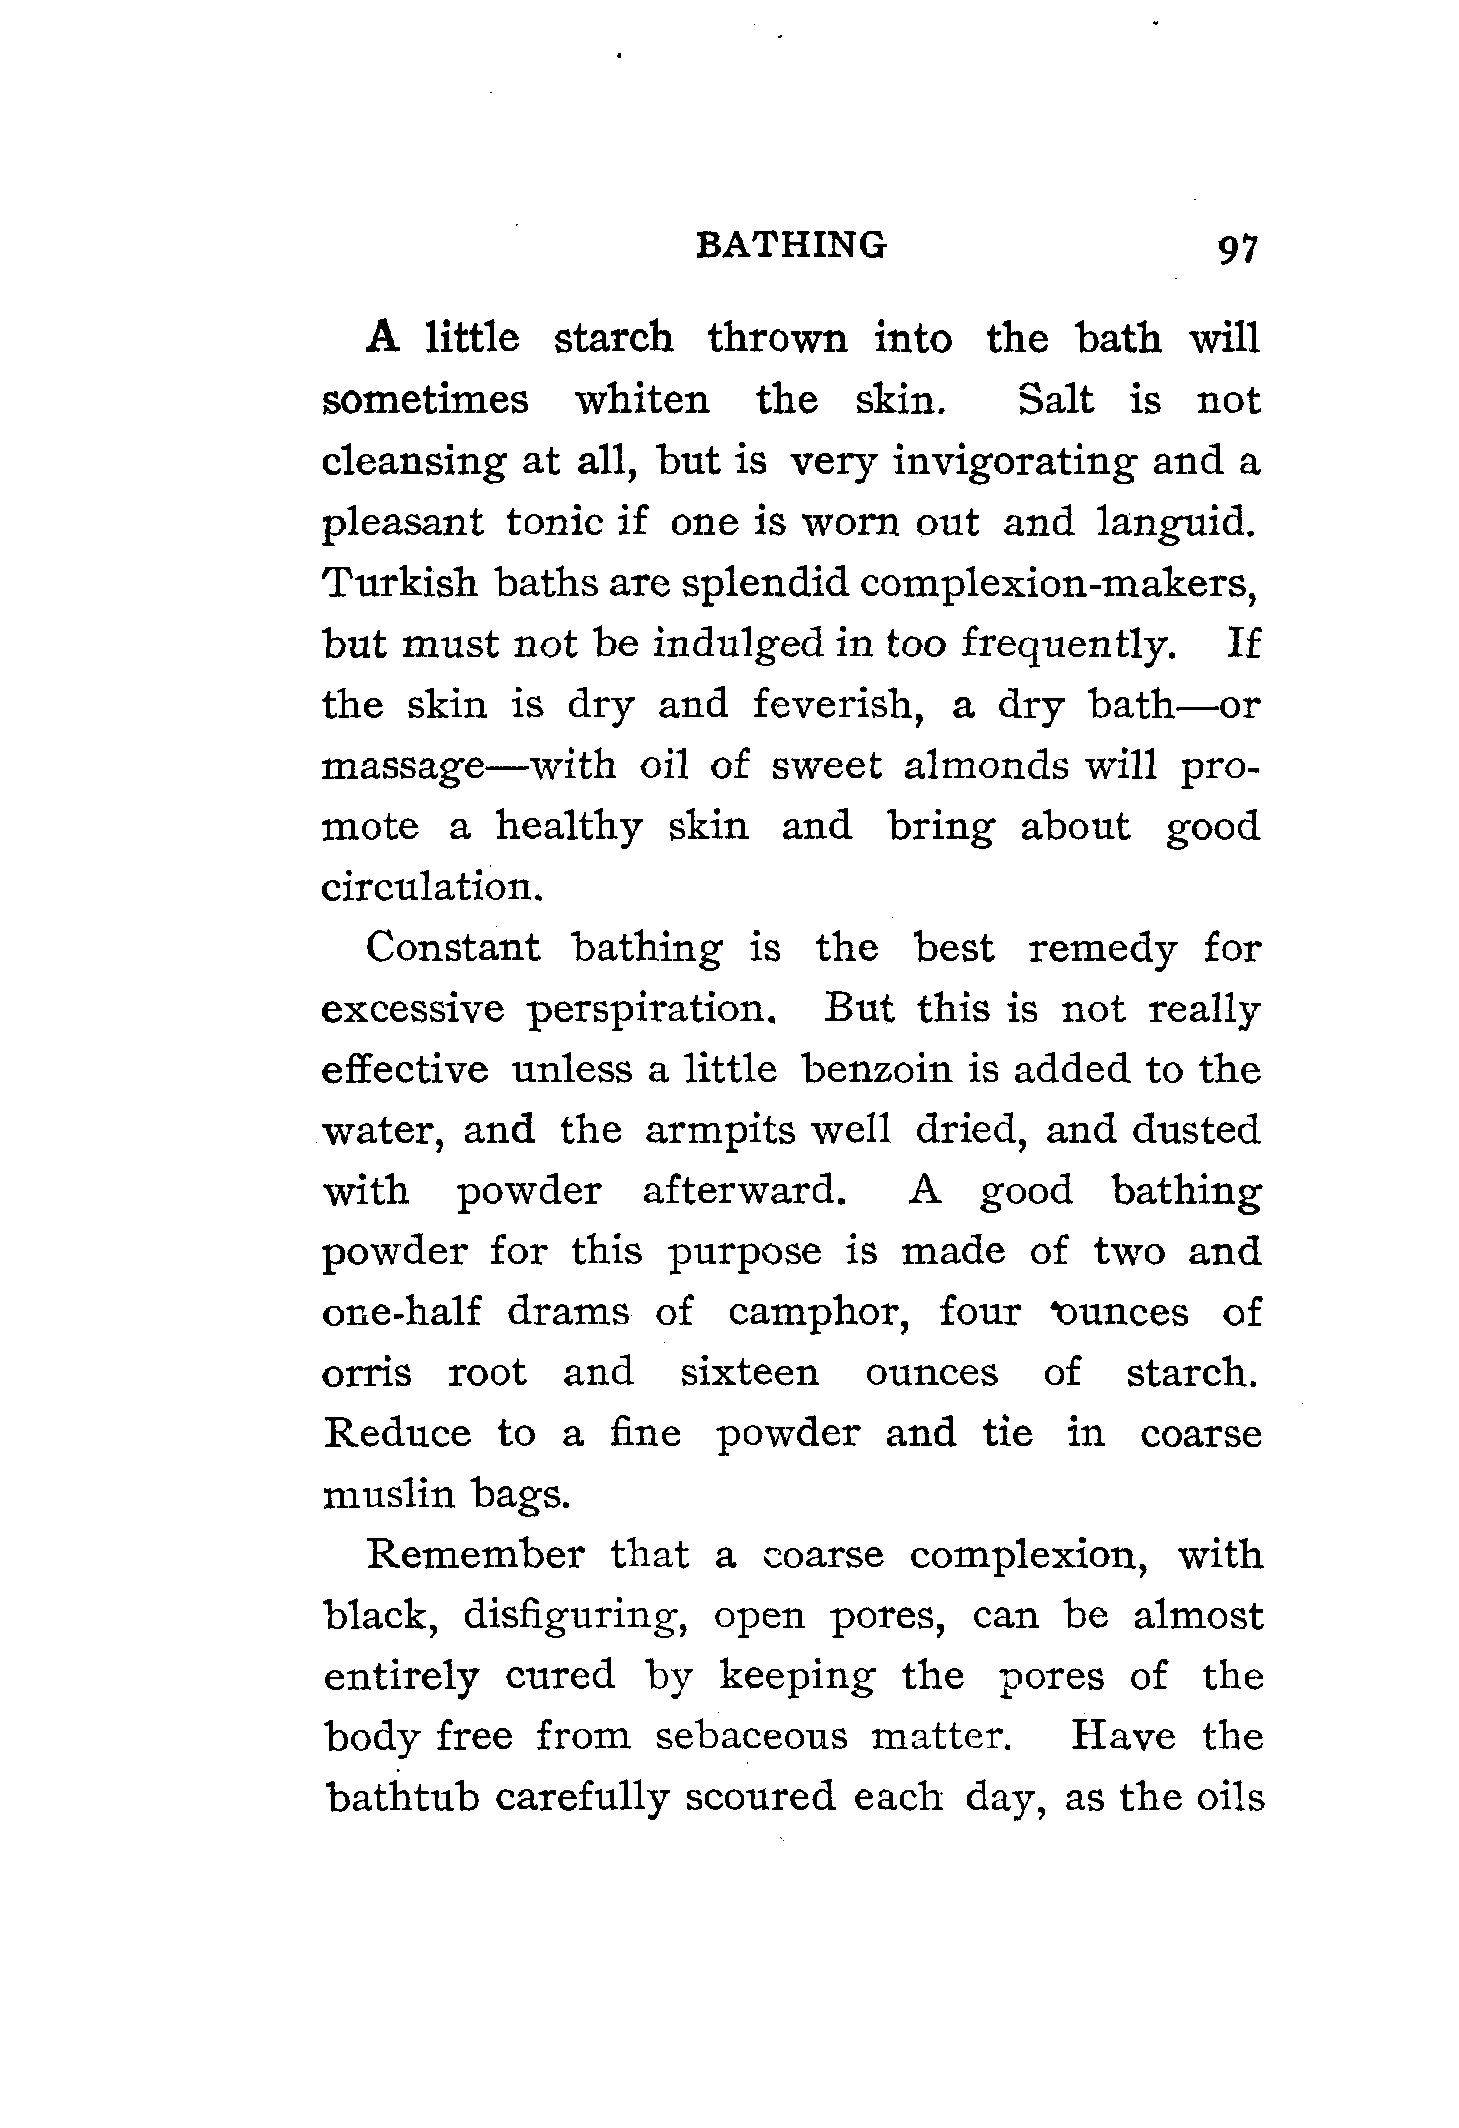 BATHING 97
A little starch thrown into the bath will
sometimes whiten the skin. Salt is not
cleansing at all, but is very invigorating and a
pleasant tonic if one is worn out and languid.
Turkish baths are splendid complexion-makers,
but must not be indulged in too frequently. If
the skin is dry and feverish, a dry bath—or
massage—with oil of sweet almonds will pro-
mote a healthy skin and bring about good
circulation.
Constant bathing is the best remedy for
excessive perspiration. But this is not really
effective unless a little benzoin is added to the
water, and the armpits well dried, and dusted
with powder afterward. A good bathing
powder for this purpose is made of two and
one-half drams of camphor, four ounces of
orris root and sixteen ounces of starch.
Reduce to a fine powder and tie in coarse
muslin bags.
Remember that a coarse complexion, with
black, disfiguring, open pores, can be almost
entirely cured by keeping the pores of the
body free from sebaceous matter. Have the
bathtub carefully scoured each day, as the oils